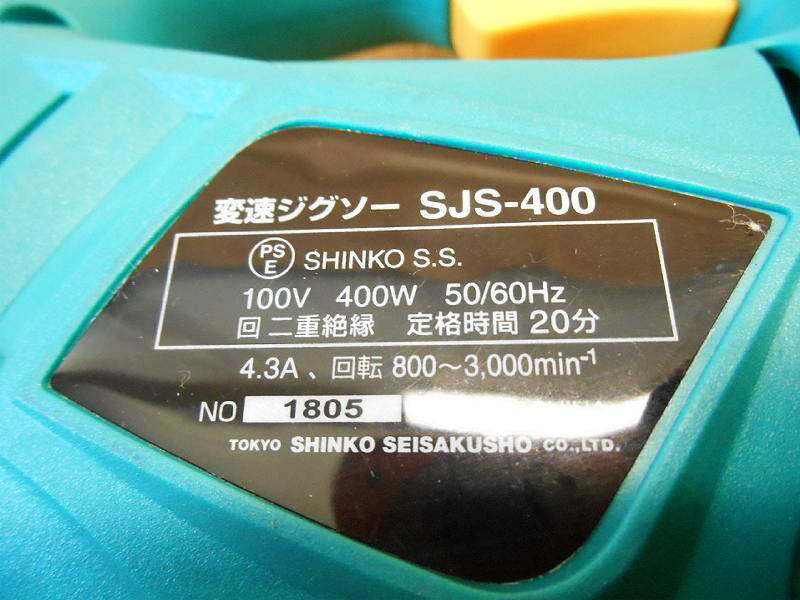 変速ジグソー SJS-400
PS
E SHINKO S.S.
100V 400W 50/60Hz
回 二重絶縁 定格時間 20分
4.3A、回転 800～3,000min-1
NO 1805
TOKYO SHINKO SEISAKUSHO CO.,LTD.